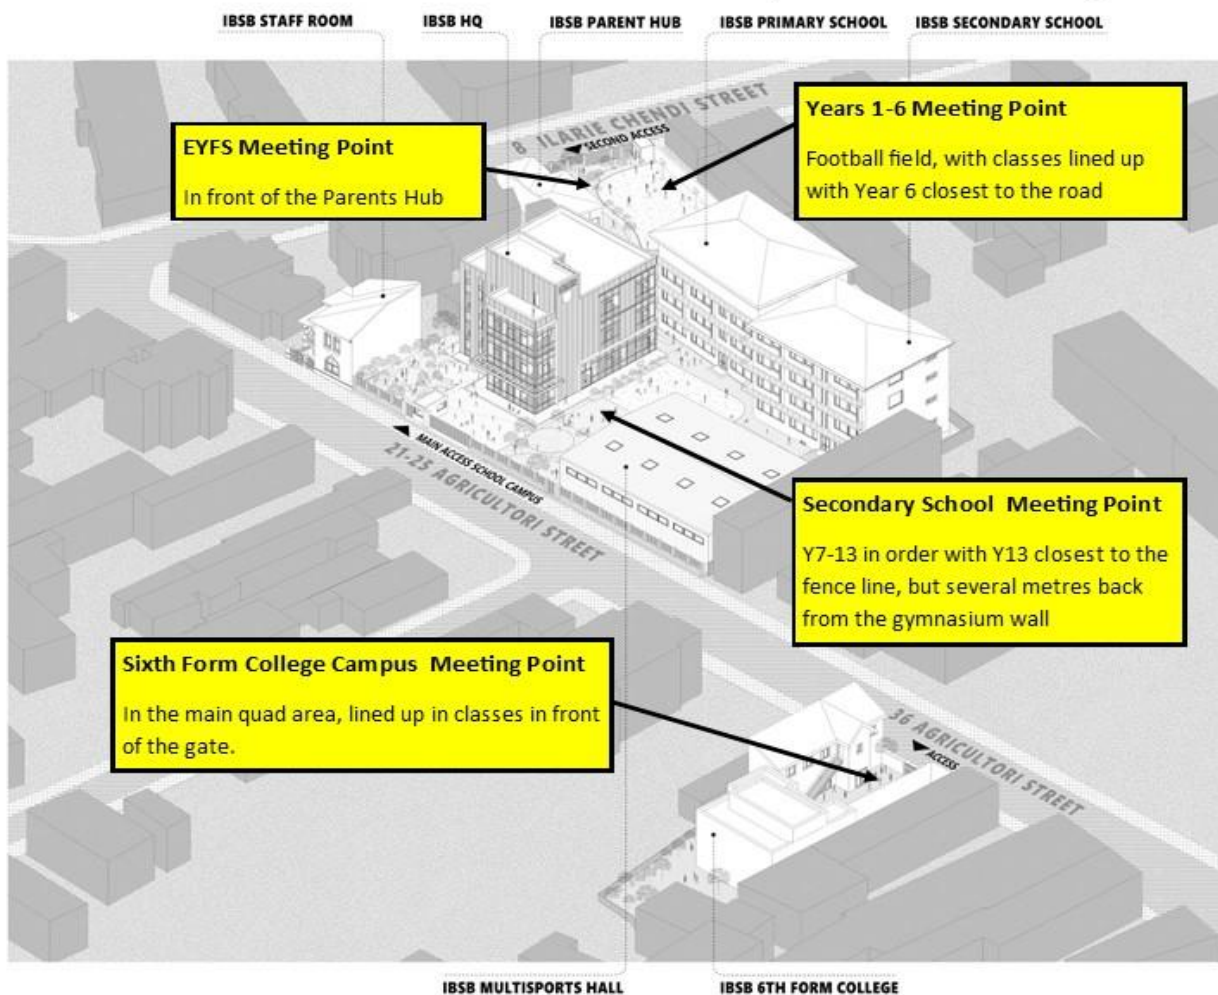 IBSB STAFF ROOM
IBSB HQ
IBSB PARENT HUB
IBSB PRIMARY SCHOOL
IBSB SECONDARY SCHOOL
8 ILARIE CHENDI STREET
SECOND ACCESS
EYFS Meeting Point
In front of the Parents Hub
Years 1-6 Meeting Point
Football field, with classes lined up
with Year 6 closest to the road
MAIN ACCESS SCHOOL CAMPUS
21-25 AGRICULTORI STREET
Secondary School  Meeting Point
Y7-13 in order with Y13 closest to the
fence line, but several metres back
from the gymnasium wall
Sixth Form College Campus  Meeting Point
In the main quad area, lined up in classes in front
of the gate.
36 AGRICULTORI STREET
ACCESS
IBSB MULTISPORTS HALL
IBSB 6TH FORM COLLEGE